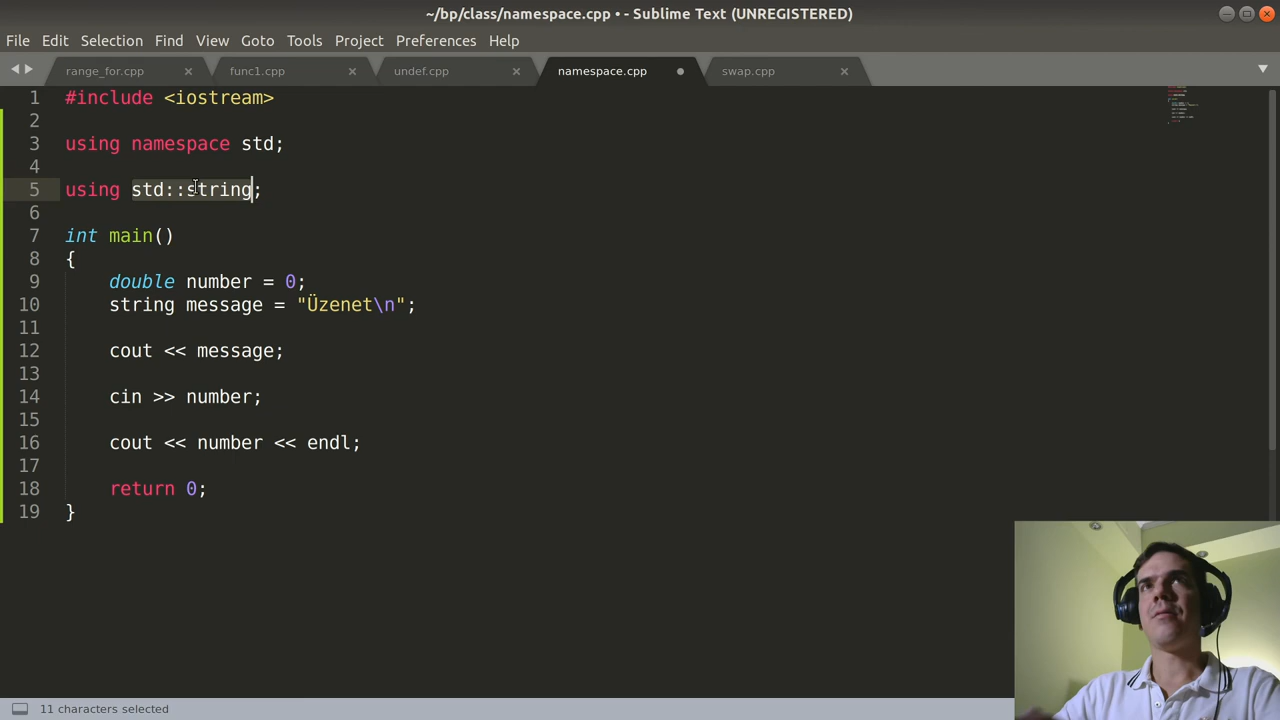 ~/bp/class/namespace.cpp • - Sublime Text (UNREGISTERED)
File Edit Selection Find View Goto Tools Project Preferences Help
range_for.cpp func1.cpp undef.cpp namespace.cpp swap.cpp
1 #include <iostream>
2
3 using namespace std;
4
5 using std::string;
6
7 int main()
8 {
9 double number = 0;
10 string message = "Üzenet\n";
11
12 cout << message;
13
14 cin >> number;
15
16 cout << number << endl;
17
18 return 0;
19 }
11 characters selected